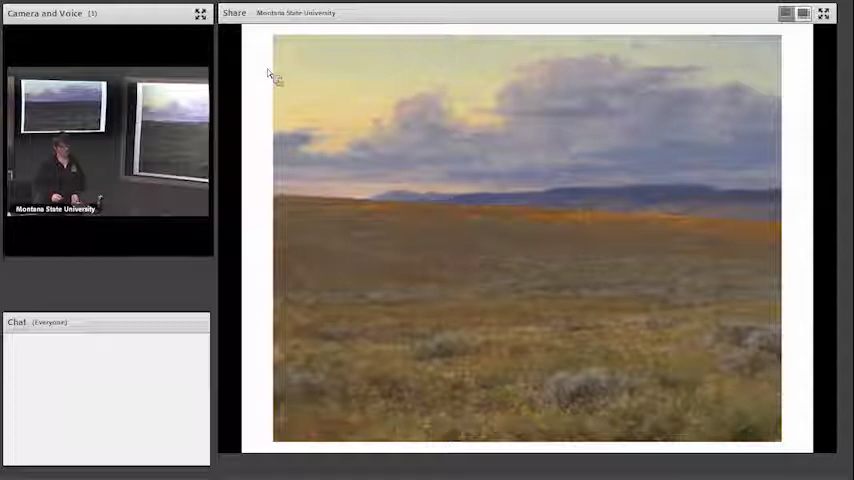 Camera and Voice (1)
Share Montana State University
Montana State University
Chat (Everyone)